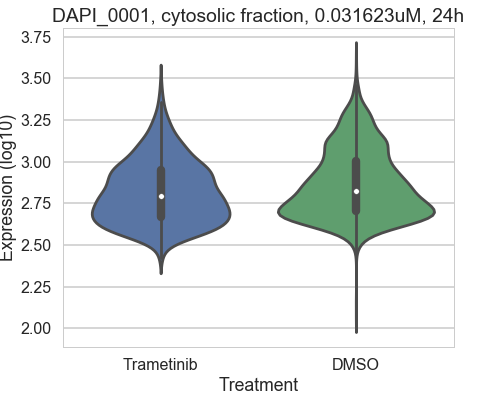 DAPI_0001, cytosolic fraction, 0.031623uM, 24h
Expression (log10)
3.75
3.50
3.25
3.00
2.75
2.50
2.25
2.00
Trametinib
DMSO
Treatment